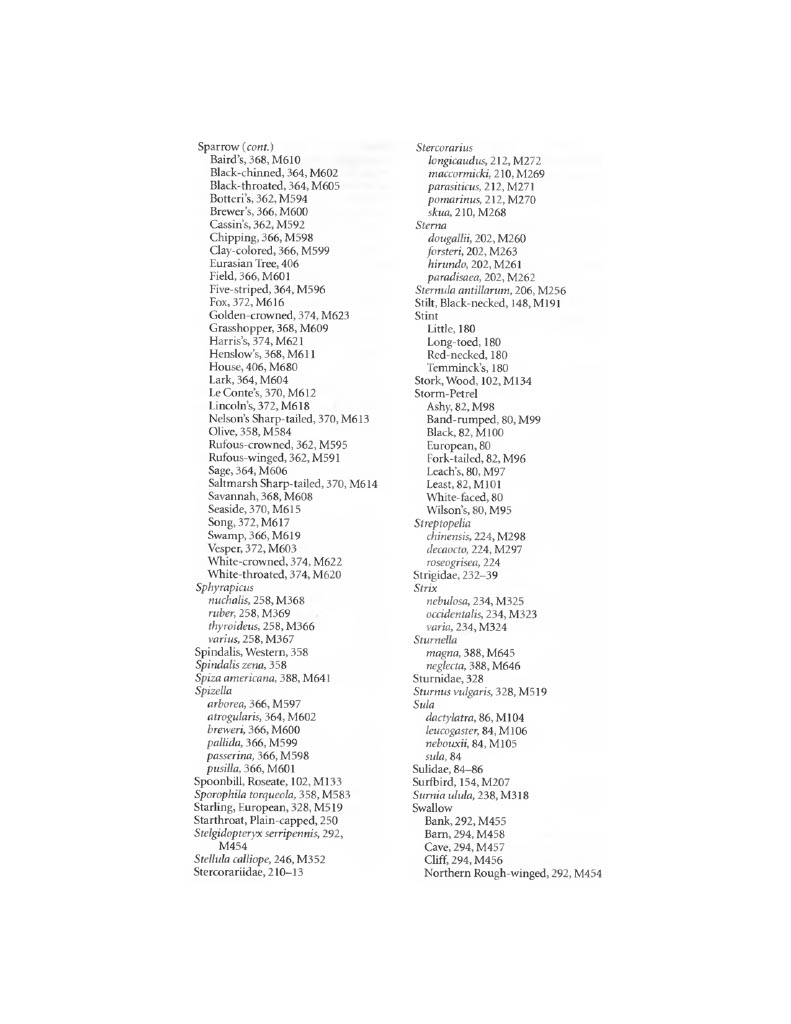 Sparrow (cont.)
Baird's, 368, M610
Black-chinned, 364, M602
Black-throated, 364, M605
Botteri's, 362, M594
Brewer's, 366, M600
Cassin's, 362, M592
Chipping, 366, M598
Clay-colored, 366, M599
Eurasian Tree, 406
Field, 366, M601
Five-striped, 364, M596
Fox, 372, M616
Golden-crowned, 374, M623
Grasshopper, 368, M609
Harris's, 374, M621
Henslow's, 368, M611
House, 406, M680
Lark, 364, M604
Le Conte's, 370, M612
Lincoln's, 372, M618
Nelson's Sharp-tailed, 370, M613
Olive, 358, M584
Rufous-crowned, 362, M595
Rufous-winged, 362, M591
Sage, 364, M606
Saltmarsh Sharp-tailed, 370, M614
Savannah, 368, M608
Seaside, 370, M615
Song, 372, M617
Swamp, 366, M619
Vesper, 372, M603
White-crowned, 374, M622
White-throated, 374, M620
Sphyrapicus
nuchalis, 258, M368
ruber, 258, M369
thyroideus, 258, M366
varius, 258, M367
Spindalis, Western, 358
Spindalis zena, 358
Spiza americana, 388, M641
Spizella
arborea, 366, M597
atrogularis, 364, M602
breweri, 366, M600
pallida, 366, M599
passerina, 366, M598
pusilla, 366, M601
Spoonbill, Roseate, 102, M133
Sporophila torqueola, 358, M583
Starling, European, 328, M519
Starthroat, Plain-capped, 250
Stelgidopteryx serripennis, 292,
M454
Stellula calliope, 246, M352
Stercorariidae, 210–13
Stercorarius
longicaudus, 212, M272
maccormicki, 210, M269
parasiticus, 212, M271
pomarinus, 212, M270
skua, 210, M268
Sterna
dougallii, 202, M260
forsteri, 202, M263
hirundo, 202, M261
paradisaea, 202, M262
Sternula antillarum, 206, M256
Stilt, Black-necked, 148, M191
Stint
Little, 180
Long-toed, 180
Red-necked, 180
Temminck's, 180
Stork, Wood, 102, M134
Storm-Petrel
Ashy, 82, M98
Band-rumped, 80, M99
Black, 82, M100
European, 80
Fork-tailed, 82, M96
Leach's, 80, M97
Least, 82, M101
White-faced, 80
Wilson's, 80, M95
Streptopelia
chinensis, 224, M298
decaocto, 224, M297
roseogrisea, 224
Strigidae, 232–39
Strix
nebulosa, 234, M325
occidentalis, 234, M323
varia, 234, M324
Sturnella
magna, 388, M645
neglecta, 388, M646
Sturnidae, 328
Sturnus vulgaris, 328, M519
Sula
dactylatra, 86, M104
leucogaster, 84, M106
nebouxii, 84, M105
sula, 84
Sulidae, 84–86
Surfbird, 154, M207
Surnia ulula, 238, M318
Swallow
Bank, 292, M455
Barn, 294, M458
Cave, 294, M457
Cliff, 294, M456
Northern Rough-winged, 292, M454